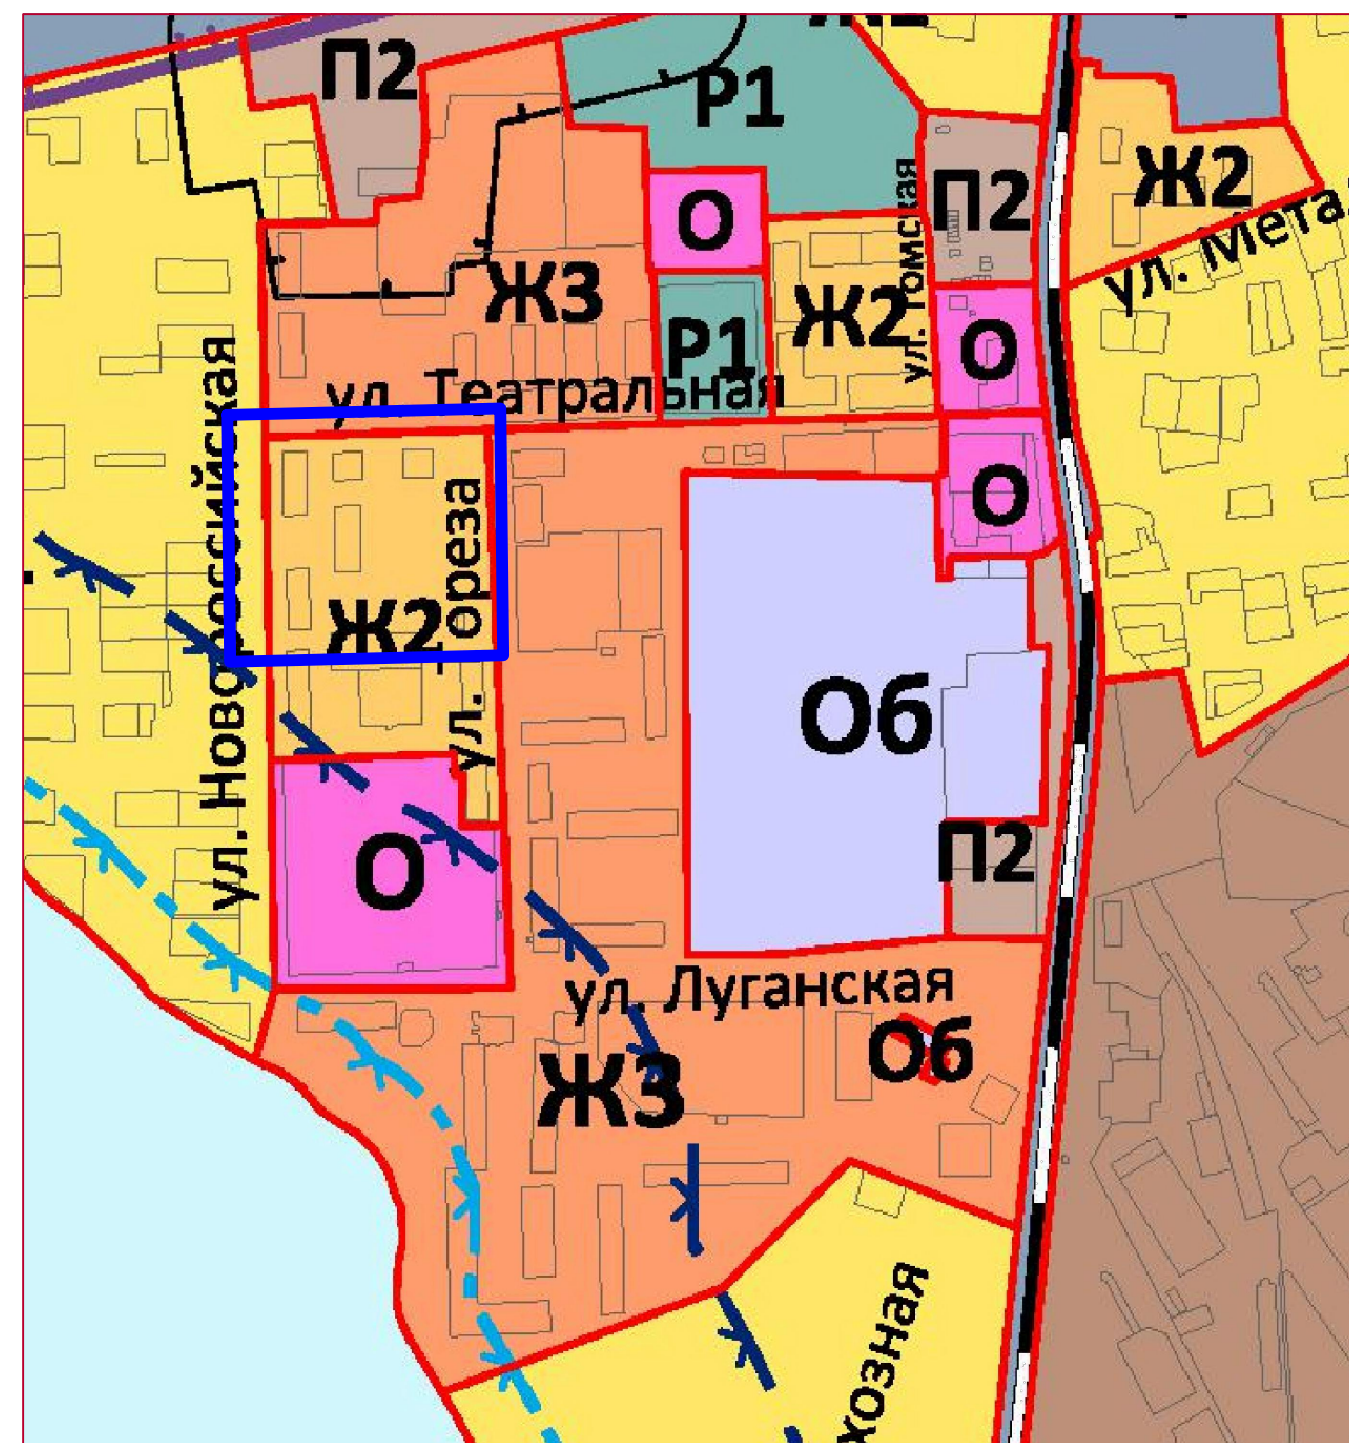 П2
Р1
О
П2
Ж2
ул. Томская
ул. Мета
Ж3
Р1
Ж2
О
ул. Театральная
ул. Новороссийская
О
ул. Тореза
Ж2
Об
О
П2
ул. Луганская
Об
Ж3
хозная